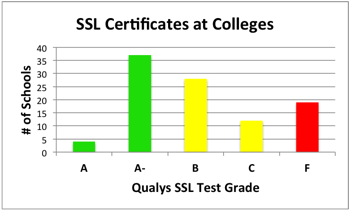 SSL Certificates at Colleges
# of Schools
40
35
30
25
20
15
10
5
0
A A- B C F
Qualys SSL Test Grade